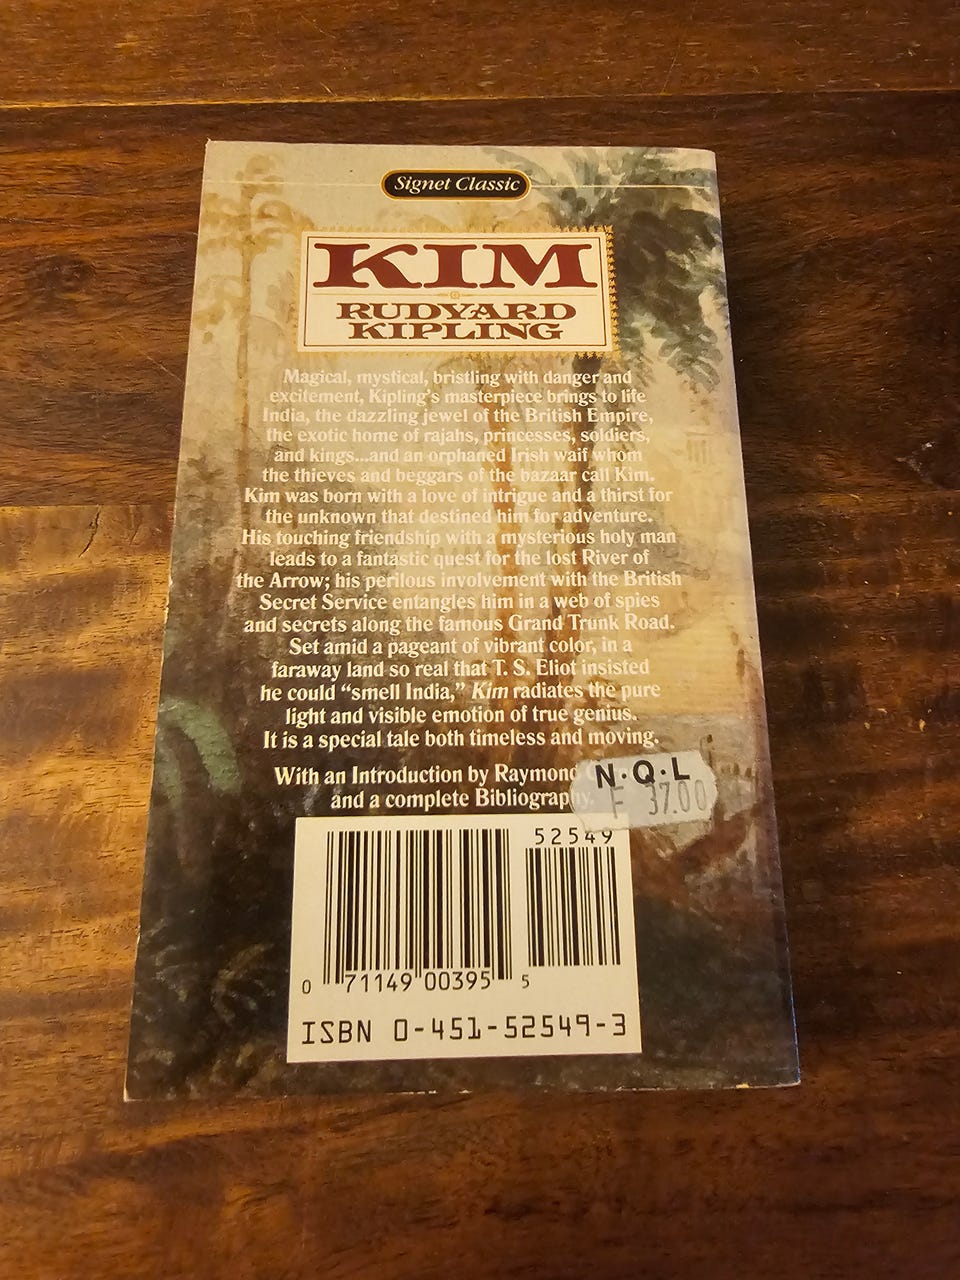 Signet Classic
KIM
RUDYARD
KIPLING
Magical, mystical, bristling with danger and
excitement, Kipling's masterpiece brings to life
India, the dazzling jewel of the British Empire,
the exotic home of rajahs, princesses, soldiers,
and kings...and an orphaned Irish waif whom
the thieves and beggars of the bazaar call Kim.
Kim was born with a love of intrigue and a thirst for
the unknown that destined him for adventure.
His touching friendship with a mysterious holy man
leads to a fantastic quest for the lost River of
the Arrow; his perilous involvement with the British
Secret Service entangles him in a web of spies
and secrets along the famous Grand Trunk Road.
Set amid a pageant of vibrant color, in a
faraway land so real that T. S. Eliot insisted
he could “smell India,” Kim radiates the pure
light and visible emotion of true genius.
It is a special tale both timeless and moving.
With an Introduction by Raymond
and a complete Bibliography.
N·Q·L
F 37.00
52549
0 71149 00395 5
ISBN 0-451-52549-3